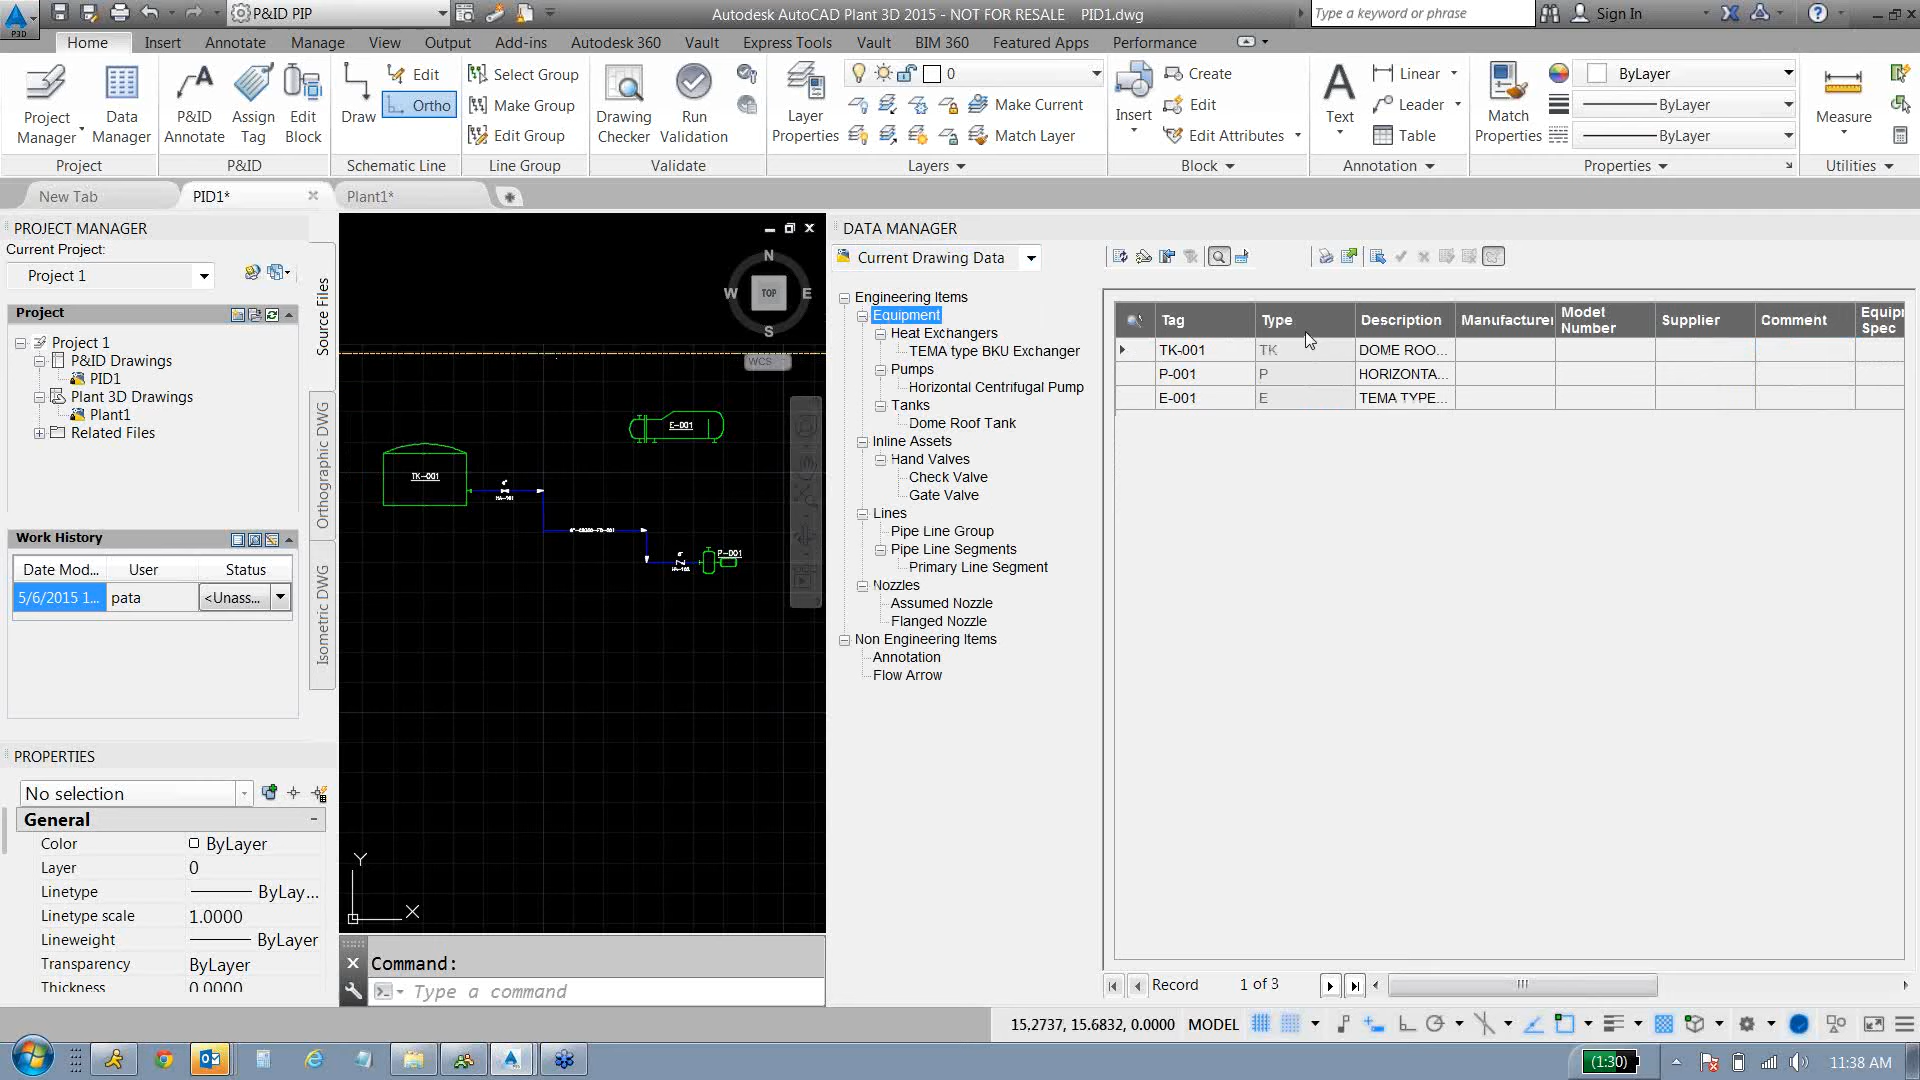 P3D
P&ID PIP
Autodesk AutoCAD Plant 3D 2015 - NOT FOR RESALE PID1.dwg
Type a keyword or phrase
Sign In
Home Insert Annotate Manage View Output Add-ins Autodesk 360 Vault Express Tools Vault BIM 360 Featured Apps Performance
Project Manager
Data Manager
Project
P&ID Annotate
Assign Tag
Edit Block
P&ID
Draw
Edit
Ortho
Schematic Line
Select Group
Make Group
Edit Group
Line Group
Drawing Checker
Run Validation
Validate
Layer Properties
0
Make Current
Match Layer
Layers
Insert
Create
Edit
Edit Attributes
Block
Text
Linear
Leader
Table
Annotation
Match Properties
ByLayer
ByLayer
ByLayer
Properties
Measure
Utilities
New Tab
PID1*
Plant1*
PROJECT MANAGER
Current Project:
Project 1
Project
Project 1
P&ID Drawings
PID1
Plant 3D Drawings
Plant1
Related Files
Source Files
Orthographic DWG
Isometric DWG
Work History
Date Mod... User Status
5/6/2015 1... pata <Unass...
PROPERTIES
No selection
General
Color ByLayer
Layer 0
Linetype ByLay...
Linetype scale 1.0000
Lineweight ByLayer
Transparency ByLayer
Thickness 0.0000
N
W TOP E
S
WCS
E-001
TK-001
P-001
Y
X
Command:
Type a command
DATA MANAGER
Current Drawing Data
Engineering Items
Equipment
Heat Exchangers
TEMA type BKU Exchanger
Pumps
Horizontal Centrifugal Pump
Tanks
Dome Roof Tank
Inline Assets
Hand Valves
Check Valve
Gate Valve
Lines
Pipe Line Group
Pipe Line Segments
Primary Line Segment
Nozzles
Assumed Nozzle
Flanged Nozzle
Non Engineering Items
Annotation
Flow Arrow
Tag Type Description Manufacturer Model Number Supplier Comment Equip Spec
TK-001 TK DOME ROO...
P-001 P HORIZONTA...
E-001 E TEMA TYPE...
Record 1 of 3
15.2737, 15.6832, 0.0000 MODEL
(1:30)
11:38 AM